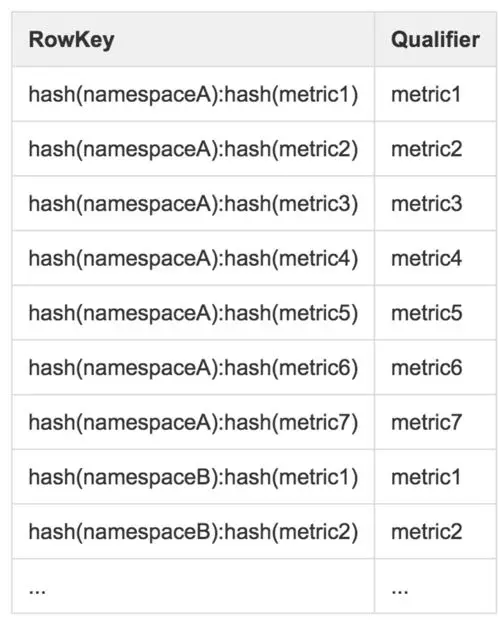 RowKey Qualifier
hash(namespaceA):hash(metric1) metric1
hash(namespaceA):hash(metric2) metric2
hash(namespaceA):hash(metric3) metric3
hash(namespaceA):hash(metric4) metric4
hash(namespaceA):hash(metric5) metric5
hash(namespaceA):hash(metric6) metric6
hash(namespaceA):hash(metric7) metric7
hash(namespaceB):hash(metric1) metric1
hash(namespaceB):hash(metric2) metric2
... ...